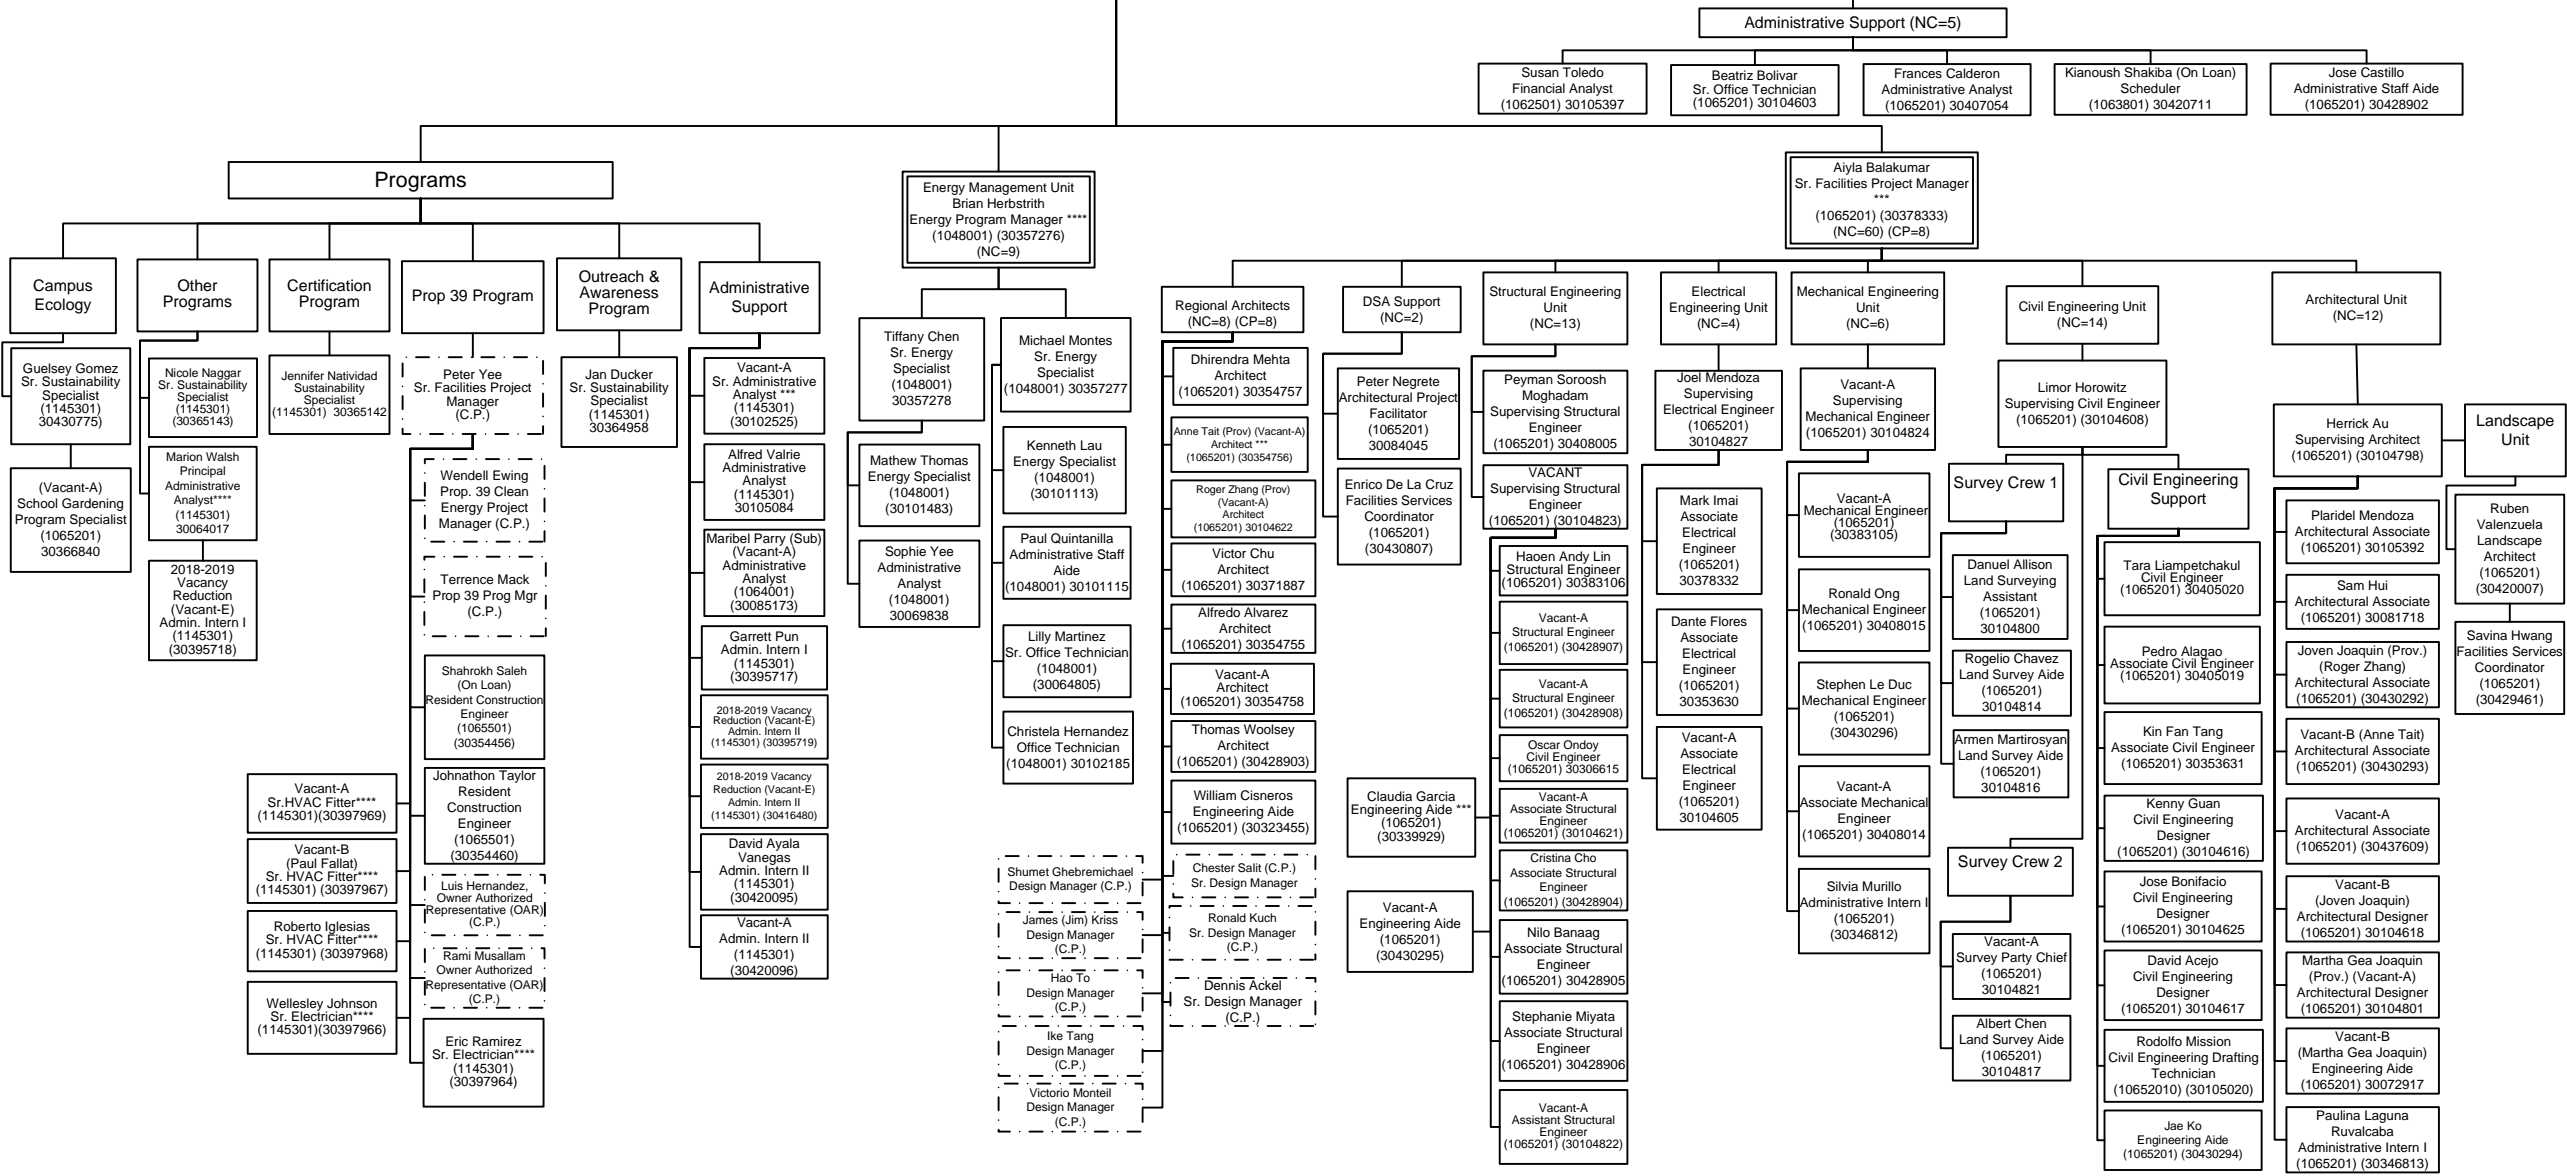 Administrative Support (NC=5)
Susan Toledo
Financial Analyst
(1062501) 30105397
Beatriz Bolivar
Sr. Office Technician
(1065201) 30104603
Frances Calderon
Administrative Analyst
(1065201) 30407054
Kianoush Shakiba (On Loan)
Scheduler
(1063801) 30420711
Jose Castillo
Administrative Staff Aide
(1065201) 30428902
Programs
Energy Management Unit
Brian Herbstrith
Energy Program Manager ****
(1048001) (30357276)
(NC=9)
Aiyla Balakumar
Sr. Facilities Project Manager
***
(1065201) (30378333)
(NC=60) (CP=8)
Campus
Ecology
Guelsey Gomez
Sr. Sustainability
Specialist
(1145301)
30430775)
(Vacant-A)
School Gardening
Program Specialist
(1065201)
30366840
Other
Programs
Nicole Naggar
Sr. Sustainability
Specialist
(1145301)
(30365143)
Marion Walsh
Principal
Administrative
Analyst****
(1145301)
30064017
2018-2019
Vacancy
Reduction
(Vacant-E)
Admin. Intern I
(1145301)
(30395718)
Certification
Program
Jennifer Natividad
Sustainability
Specialist
(1145301) 30365142
Prop 39 Program
Peter Yee
Sr. Facilities Project
Manager
(C.P.)
Wendell Ewing
Prop. 39 Clean
Energy Project
Manager (C.P.)
Terrence Mack
Prop 39 Prog Mgr
(C.P.)
Shahrokh Saleh
(On Loan)
Resident Construction
Engineer
(1065501)
(30354456)
Johnathon Taylor
Resident
Construction
Engineer
(1065501)
(30354460)
Luis Hernandez,
Owner Authorized
Representative (OAR)
(C.P.)
Rami Musallam
Owner Authorized
Representative (OAR)
(C.P.)
Eric Ramirez
Sr. Electrician****
(1145301)
(30397964)
Vacant-A
Sr.HVAC Fitter****
(1145301)(30397969)
Vacant-B
(Paul Fallat)
Sr. HVAC Fitter****
(1145301) (30397967)
Roberto Iglesias
Sr. HVAC Fitter****
(1145301) (30397968)
Wellesley Johnson
Sr. Electrician****
(1145301)(30397966)
Outreach &
Awareness
Program
Jan Ducker
Sr. Sustainability
Specialist
(1145301)
30364958
Administrative
Support
Vacant-A
Sr. Administrative
Analyst ***
(1145301)
(30102525)
Alfred Valrie
Administrative
Analyst
(1145301)
30105084
Maribel Parry (Sub)
(Vacant-A)
Administrative
Analyst
(1064001)
(30085173)
Garrett Pun
Admin. Intern I
(1145301)
(30395717)
2018-2019 Vacancy
Reduction (Vacant-E)
Admin. Intern II
(1145301) (30395719)
2018-2019 Vacancy
Reduction (Vacant-E)
Admin. Intern II
(1145301) (30416480)
David Ayala
Vanegas
Admin. Intern II
(1145301)
(30420095)
Vacant-A
Admin. Intern II
(1145301)
(30420096)
Tiffany Chen
Sr. Energy
Specialist
(1048001)
30357278
Mathew Thomas
Energy Specialist
(1048001)
(30101483)
Sophie Yee
Administrative
Analyst
(1048001)
30069838
Michael Montes
Sr. Energy
Specialist
(1048001) 30357277
Kenneth Lau
Energy Specialist
(1048001)
(30101113)
Paul Quintanilla
Administrative Staff
Aide
(1048001) 30101115
Lilly Martinez
Sr. Office Technician
(1048001)
(30064805)
Christela Hernandez
Office Technician
(1048001) 30102185
Regional Architects
(NC=8) (CP=8)
Dhirendra Mehta
Architect
(1065201) 30354757
Anne Tait (Prov) (Vacant-A)
Architect ***
(1065201) (30354756)
Roger Zhang (Prov)
(Vacant-A)
Architect
(1065201) 30104622
Victor Chu
Architect
(1065201) 30371887
Alfredo Alvarez
Architect
(1065201) 30354755
Vacant-A
Architect
(1065201) 30354758
Thomas Woolsey
Architect
(1065201) (30428903)
William Cisneros
Engineering Aide
(1065201) (30323455)
Shumet Ghebremichael
Design Manager (C.P.)
Chester Salit (C.P.)
Sr. Design Manager
James (Jim) Kriss
Design Manager
(C.P.)
Ronald Kuch
Sr. Design Manager
(C.P.)
Hao To
Design Manager
(C.P.)
Dennis Ackel
Sr. Design Manager
(C.P.)
Ike Tang
Design Manager
(C.P.)
Victorio Monteil
Design Manager
(C.P.)
DSA Support
(NC=2)
Peter Negrete
Architectural Project
Facilitator
(1065201)
30084045
Enrico De La Cruz
Facilities Services
Coordinator
(1065201)
(30430807)
Structural Engineering
Unit
(NC=13)
Peyman Soroosh
Moghadam
Supervising Structural
Engineer
(1065201) 30408005
VACANT
Supervising Structural
Engineer
(1065201) (30104823)
Haoen Andy Lin
Structural Engineer
(1065201) 30383106
Vacant-A
Structural Engineer
(1065201) (30428907)
Vacant-A
Structural Engineer
(1065201) (30428908)
Oscar Ondoy
Civil Engineer
(1065201) 30306615
Vacant-A
Associate Structural
Engineer
(1065201) (30104621)
Cristina Cho
Associate Structural
Engineer
(1065201) (30428904)
Nilo Banaag
Associate Structural
Engineer
(1065201) 30428905
Stephanie Miyata
Associate Structural
Engineer
(1065201) 30428906
Vacant-A
Assistant Structural
Engineer
(1065201) (30104822)
Claudia Garcia
Engineering Aide ***
(1065201)
(30339929)
Vacant-A
Engineering Aide
(1065201)
(30430295)
Electrical
Engineering Unit
(NC=4)
Joel Mendoza
Supervising
Electrical Engineer
(1065201)
30104827
Mark Imai
Associate
Electrical
Engineer
(1065201)
30378332
Dante Flores
Associate
Electrical
Engineer
(1065201)
30353630
Vacant-A
Associate
Electrical
Engineer
(1065201)
30104605
Mechanical Engineering
Unit
(NC=6)
Vacant-A
Supervising
Mechanical Engineer
(1065201) 30104824
Vacant-A
Mechanical Engineer
(1065201)
(30383105)
Ronald Ong
Mechanical Engineer
(1065201) 30408015
Stephen Le Duc
Mechanical Engineer
(1065201)
(30430296)
Vacant-A
Associate Mechanical
Engineer
(1065201) 30408014
Silvia Murillo
Administrative Intern I
(1065201)
(30346812)
Civil Engineering Unit
(NC=14)
Limor Horowitz
Supervising Civil Engineer
(1065201) (30104608)
Survey Crew 1
Danuel Allison
Land Surveying
Assistant
(1065201)
30104800
Rogelio Chavez
Land Survey Aide
(1065201)
30104814
Armen Martirosyan
Land Survey Aide
(1065201)
30104816
Survey Crew 2
Vacant-A
Survey Party Chief
(1065201)
30104821
Albert Chen
Land Survey Aide
(1065201)
30104817
Civil Engineering
Support
Tara Liampetchakul
Civil Engineer
(1065201) 30405020
Pedro Alagao
Associate Civil Engineer
(1065201) 30405019
Kin Fan Tang
Associate Civil Engineer
(1065201) 30353631
Kenny Guan
Civil Engineering
Designer
(1065201) (30104616)
Jose Bonifacio
Civil Engineering
Designer
(1065201) 30104625
David Acejo
Civil Engineering
Designer
(1065201) 30104617
Rodolfo Mission
Civil Engineering Drafting
Technician
(10652010) (30105020)
Jae Ko
Engineering Aide
(1065201) (30430294)
Architectural Unit
(NC=12)
Herrick Au
Supervising Architect
(1065201) (30104798)
Plaridel Mendoza
Architectural Associate
(1065201) 30105392
Sam Hui
Architectural Associate
(1065201) 30081718
Joven Joaquin (Prov.)
(Roger Zhang)
Architectural Associate
(1065201) (30430292)
Vacant-B (Anne Tait)
Architectural Associate
(1065201) (30430293)
Vacant-A
Architectural Associate
(1065201) (30437609)
Vacant-B
(Joven Joaquin)
Architectural Designer
(1065201) 30104618
Martha Gea Joaquin
(Prov.) (Vacant-A)
Architectural Designer
(1065201) 30104801
Vacant-B
(Martha Gea Joaquin)
Engineering Aide
(1065201) 30072917
Paulina Laguna
Ruvalcaba
Administrative Intern I
(1065201) (30346813)
Landscape
Unit
Ruben
Valenzuela
Landscape
Architect
(1065201)
(30420007)
Savina Hwang
Facilities Services
Coordinator
(1065201)
(30429461)